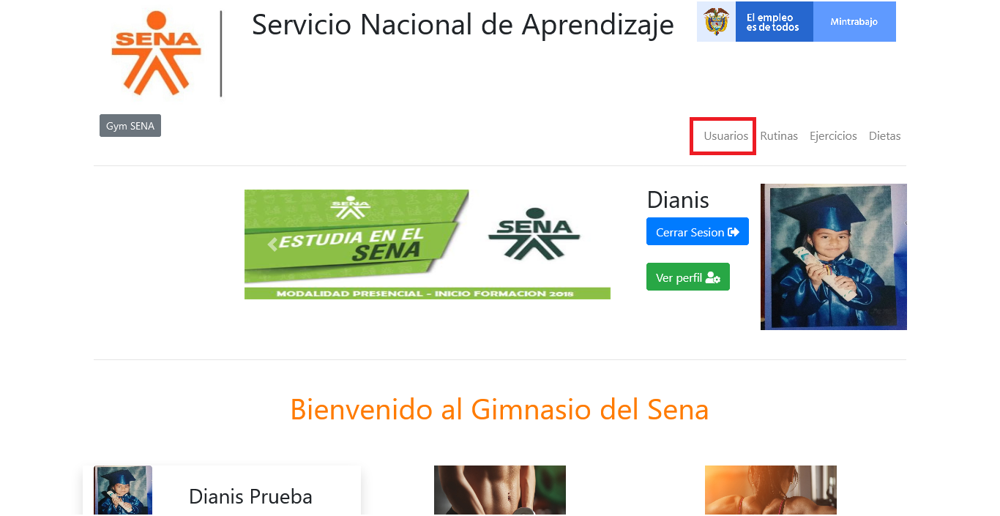 SENA
Servicio Nacional de Aprendizaje
El empleo
es de todos
Mintrabajo
Gym SENA
Usuarios
Rutinas
Ejercicios
Dietas
SENA
ESTUDIA EN EL
SENA
SENA
MODALIDAD PRESENCIAL - INICIO FORMACION 2018
Dianis
Cerrar Sesion
Ver perfil
Bienvenido al Gimnasio del Sena
Dianis Prueba